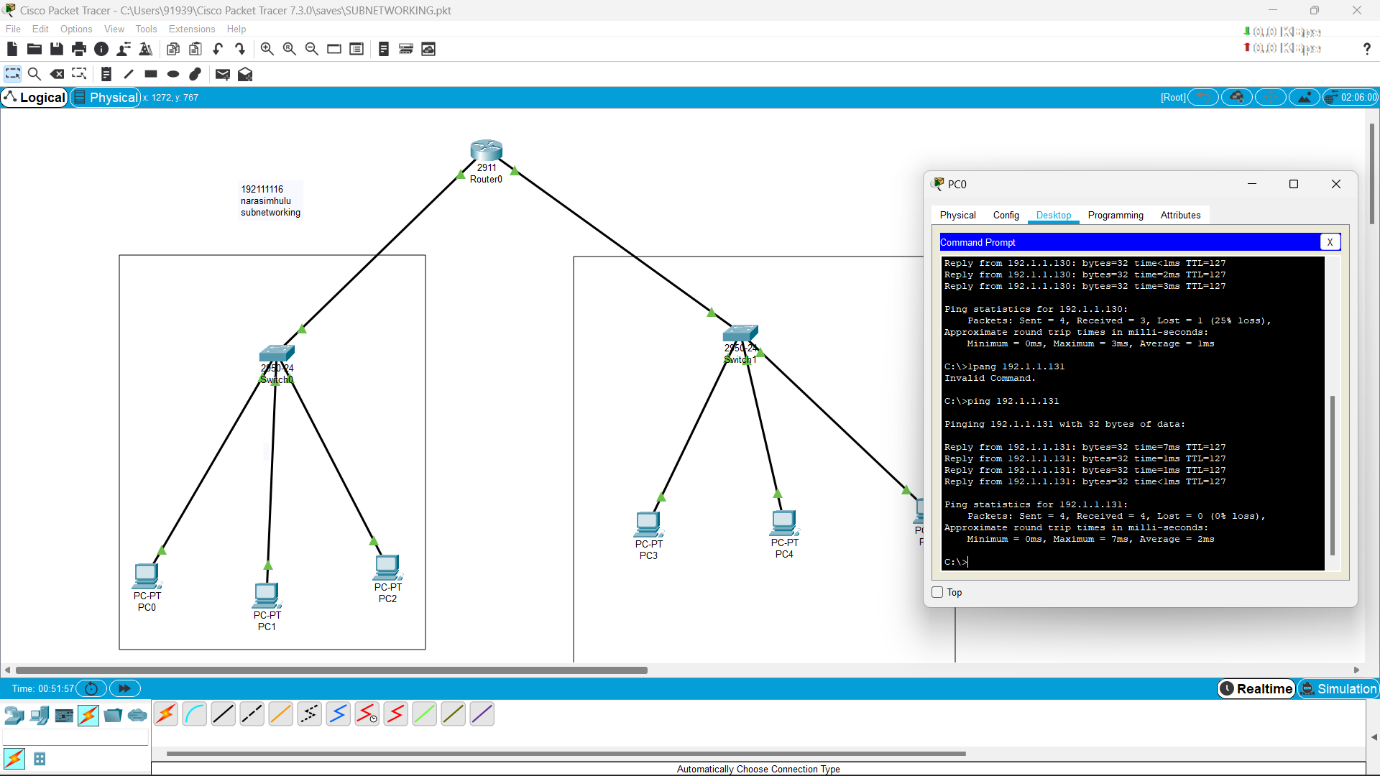 Cisco Packet Tracer - C:\Users\91939\Cisco Packet Tracer 7.3.0\saves\SUBNETWORKING.pkt
File Edit Options View Tools Extensions Help
0.0 KBps
0.0 KBps
?
Logical Physical x: 1272, y: 767 [Root] 02:06:00
2911
Router0
192111116
narasimhulu
subnetworking
2950-24
Switch0
2950-24
Switch1
PC-PT
PC0
PC-PT
PC1
PC-PT
PC2
PC-PT
PC3
PC-PT
PC4
PC0
Physical Config Desktop Programming Attributes
Command Prompt X
Reply from 192.1.1.130: bytes=32 time<1ms TTL=127
Reply from 192.1.1.130: bytes=32 time=2ms TTL=127
Reply from 192.1.1.130: bytes=32 time=3ms TTL=127
Ping statistics for 192.1.1.130:
Packets: Sent = 4, Received = 3, Lost = 1 (25% loss),
Approximate round trip times in milli-seconds:
Minimum = 0ms, Maximum = 3ms, Average = 1ms
C:\>lpang 192.1.1.131
Invalid Command.
C:\>ping 192.1.1.131
Pinging 192.1.1.131 with 32 bytes of data:
Reply from 192.1.1.131: bytes=32 time=7ms TTL=127
Reply from 192.1.1.131: bytes=32 time=1ms TTL=127
Reply from 192.1.1.131: bytes=32 time=1ms TTL=127
Reply from 192.1.1.131: bytes=32 time<1ms TTL=127
Ping statistics for 192.1.1.131:
Packets: Sent = 4, Received = 4, Lost = 0 (0% loss),
Approximate round trip times in milli-seconds:
Minimum = 0ms, Maximum = 7ms, Average = 2ms
C:\>
Top
Time: 00:51:57
Realtime Simulation
Automatically Choose Connection Type